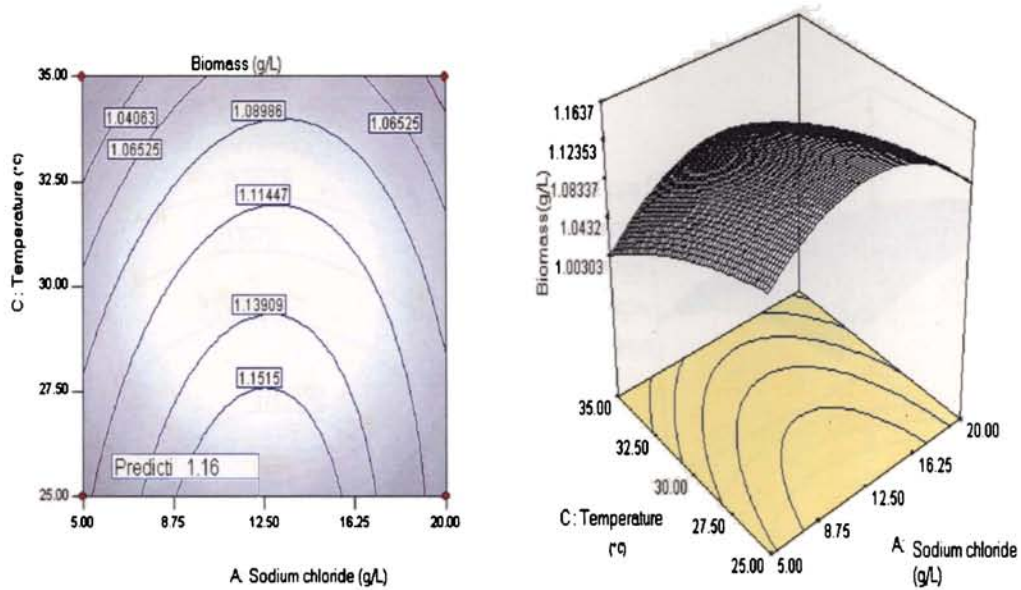 Biomass (g/L)
35.00
32.50
30.00
27.50
25.00
C : Temperature (°c)
1.04063
1.06525
1.08986
1.06525
1.11447
1.13909
1.1515
Predicti 1.16
5.00 8.75 12.50 16.25 20.00
A. Sodium chloride (g/L)
1.1637
1.12353
1.08337
1.0432
1.00303
Biomass(g/L)
35.00
32.50
30.00
27.50
25.00
C : Temperature
(°c)
5.00
8.75
12.50
16.25
20.00
A: Sodium chloride
(g/L)